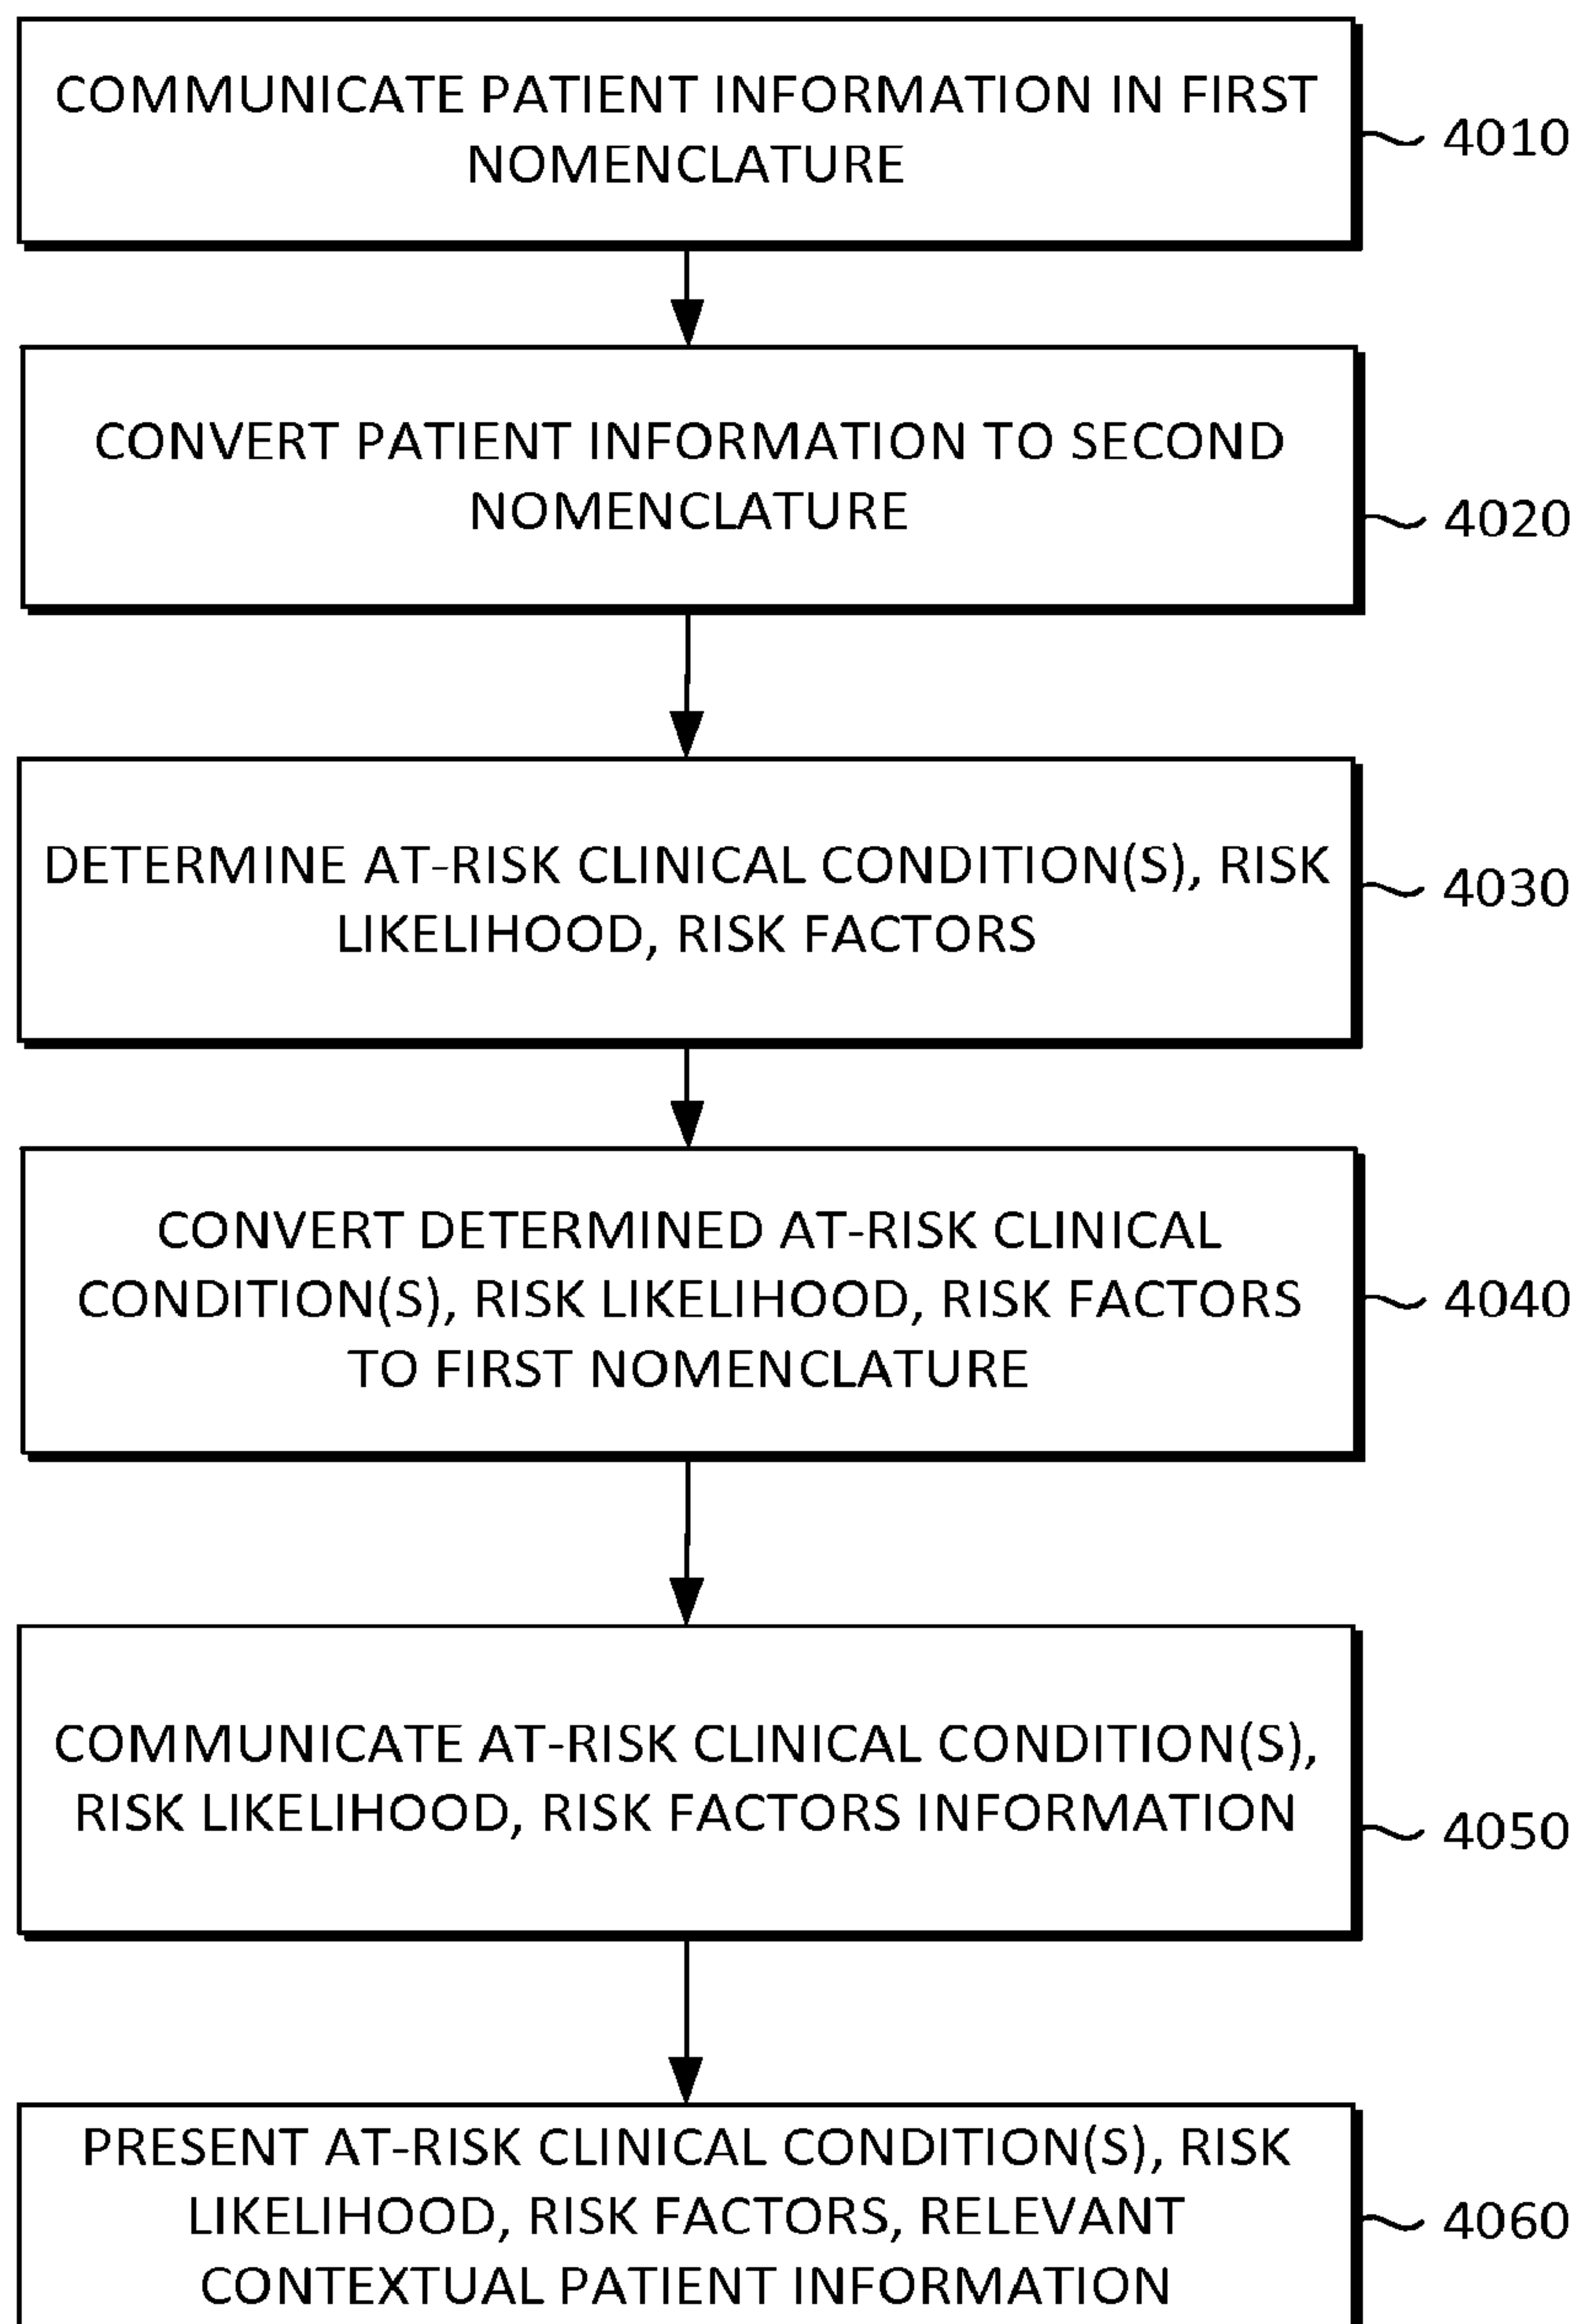 COMMUNICATE PATIENT INFORMATION IN FIRST
NOMENCLATURE
4010
CONVERT PATIENT INFORMATION TO SECOND
NOMENCLATURE
4020
DETERMINE AT-RISK CLINICAL CONDITION(S), RISK
LIKELIHOOD, RISK FACTORS
4030
CONVERT DETERMINED AT-RISK CLINICAL
CONDITION(S), RISK LIKELIHOOD, RISK FACTORS
TO FIRST NOMENCLATURE
4040
COMMUNICATE AT-RISK CLINICAL CONDITION(S),
RISK LIKELIHOOD, RISK FACTORS INFORMATION
4050
PRESENT AT-RISK CLINICAL CONDITION(S), RISK
LIKELIHOOD, RISK FACTORS, RELEVANT
CONTEXTUAL PATIENT INFORMATION
4060